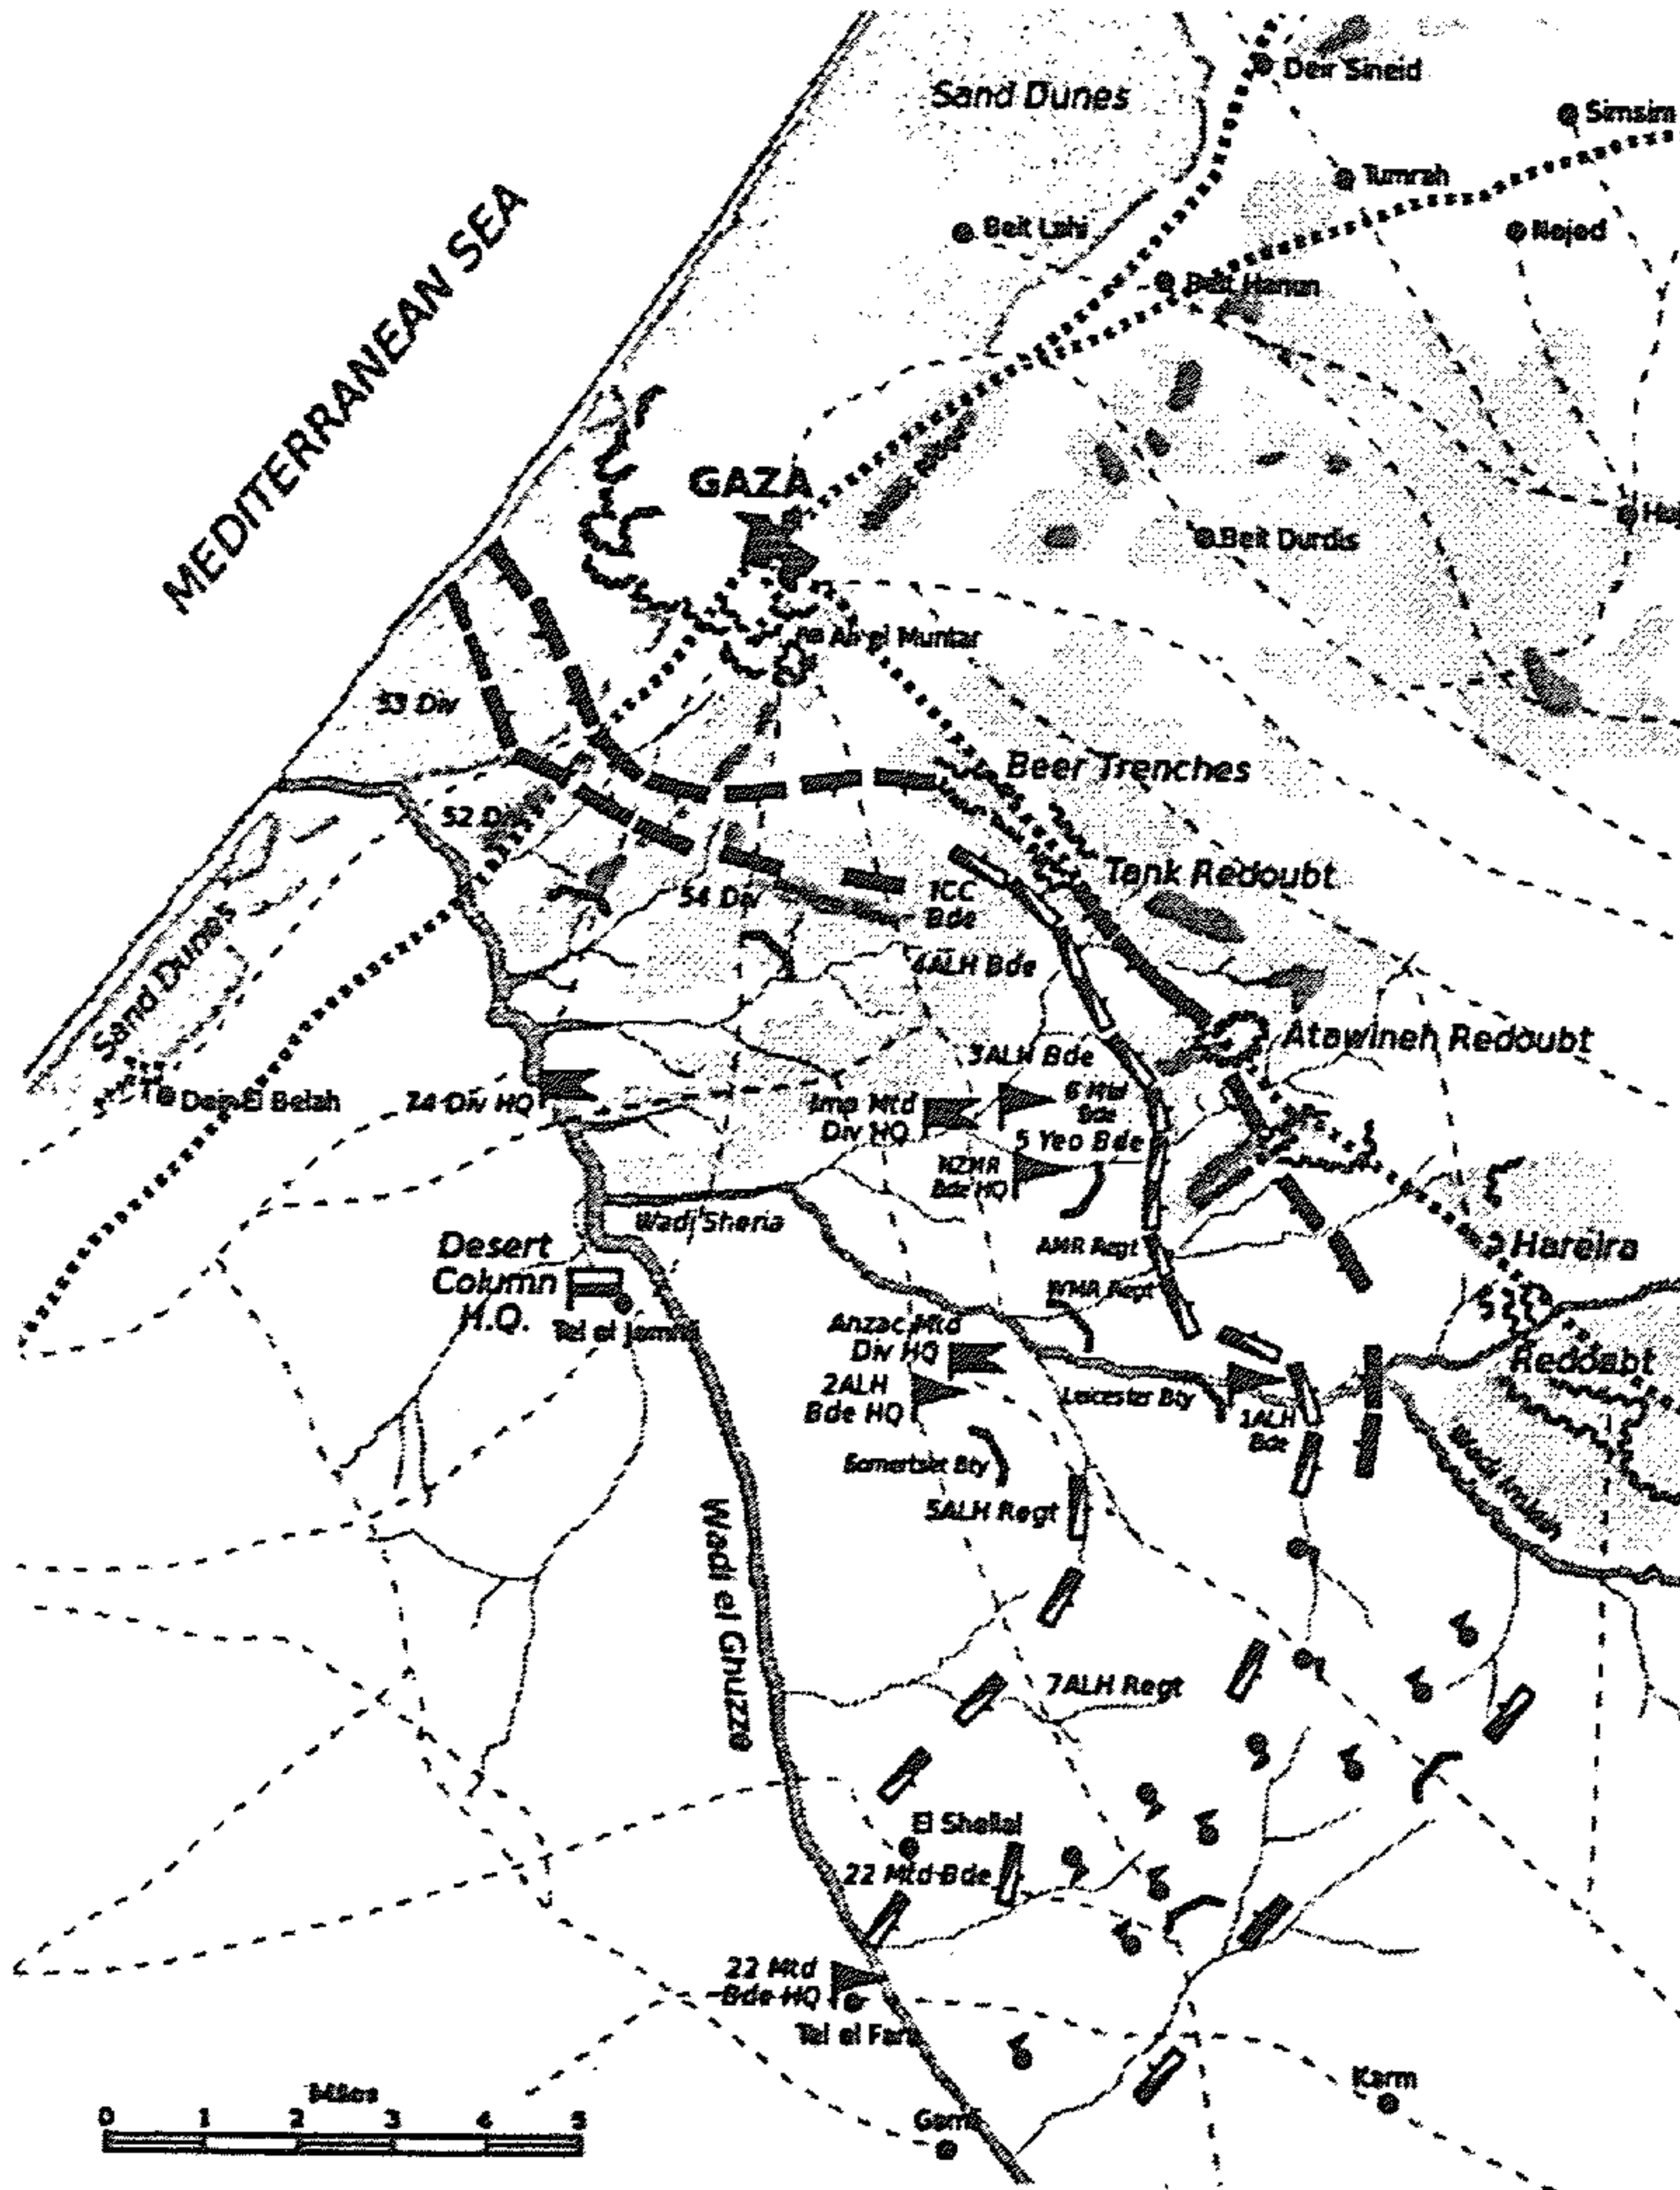 Deir Sineid
Sand Dunes
Simsim
Tumrah
Beit Lahi
Nejed
Beit Hanun
MEDITERRANEAN SEA
GAZA
Beit Durdis
Ali el Muntar
53 Div
Beer Trenches
52 Div
Tank Redoubt
54 Div
ICC
Bde
Sand Dunes
4ALH Bde
Atawineh Redoubt
3ALH Bde
Deir El Belah
74 Div HQ
Imp Mtd
Div HQ
6 Mtd
Bde
5 Yeo Bde
NZMR
Bde HQ
Wadi Sheria
Desert
Column
H.Q.
AMR Regt
Hareira
WMR Regt
Tel el Jemmi
Anzac Mtd
Div HQ
Redoubt
2ALH
Bde HQ
Leicester Bty
1ALH
Bde
Somertset Bty
Wadi Imleih
5ALH Regt
Wadi el Ghuzze
7ALH Regt
El Shellal
22 Mtd Bde
22 Mtd
Bde HQ
Tel el Fara
Karm
Miles
0 1 2 3 4 5
Gamli